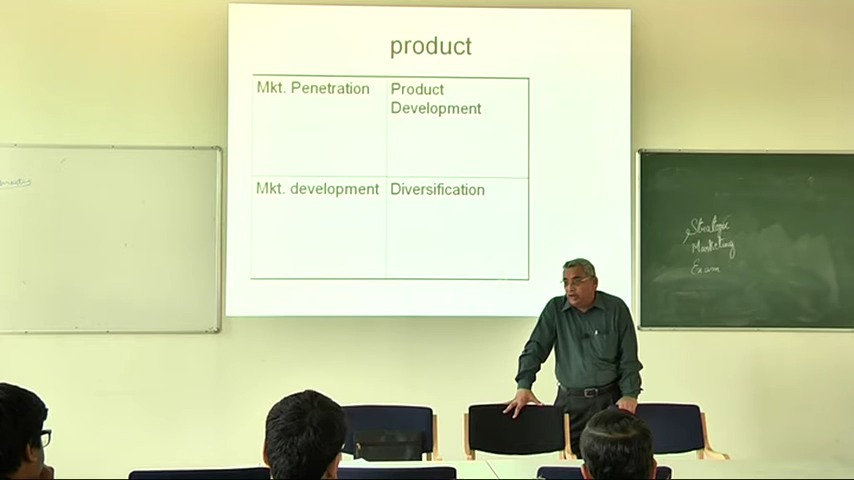 product
Mkt. Penetration
Product
Development
Mkt. development
Diversification
Strategic
Marketing
Exam